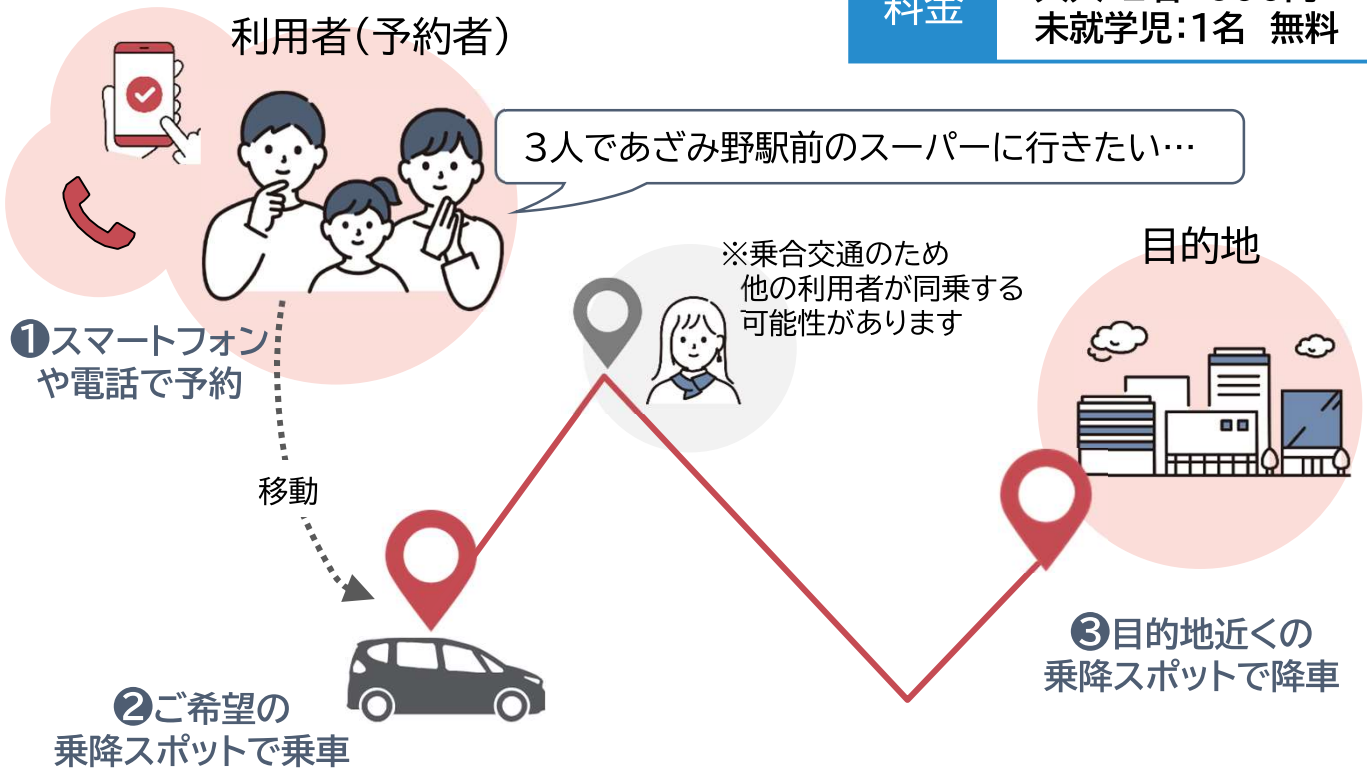 料金
未就学児：1名 無料
利用者（予約者）
3人であざみ野駅前のスーパーに行きたい…
※乗合交通のため
他の利用者が同乗する
可能性があります
目的地
❶スマートフォン
や電話で予約
移動
❷ご希望の
乗降スポットで乗車
❸目的地近くの
乗降スポットで降車